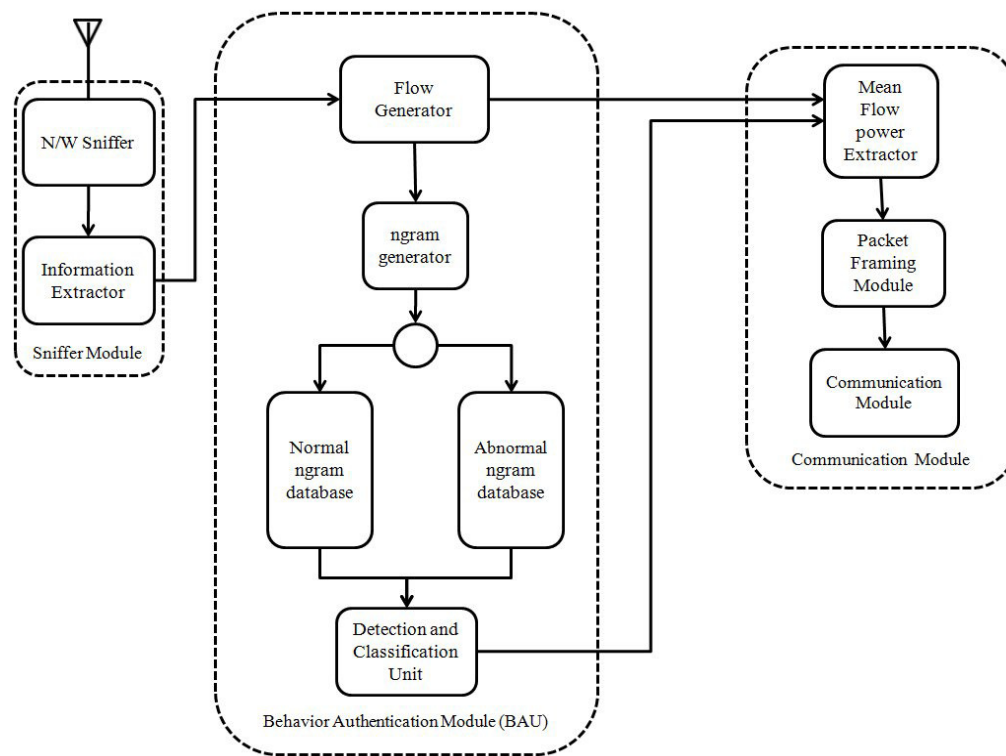 N/W Sniffer
Information
Extractor
Sniffer Module
Flow
Generator
ngram
generator
Normal
ngram
database
Abnormal
ngram
database
Detection and
Classification
Unit
Behavior Authentication Module (BAU)
Mean
Flow
power
Extractor
Packet
Framing
Module
Communication
Module
Communication Module